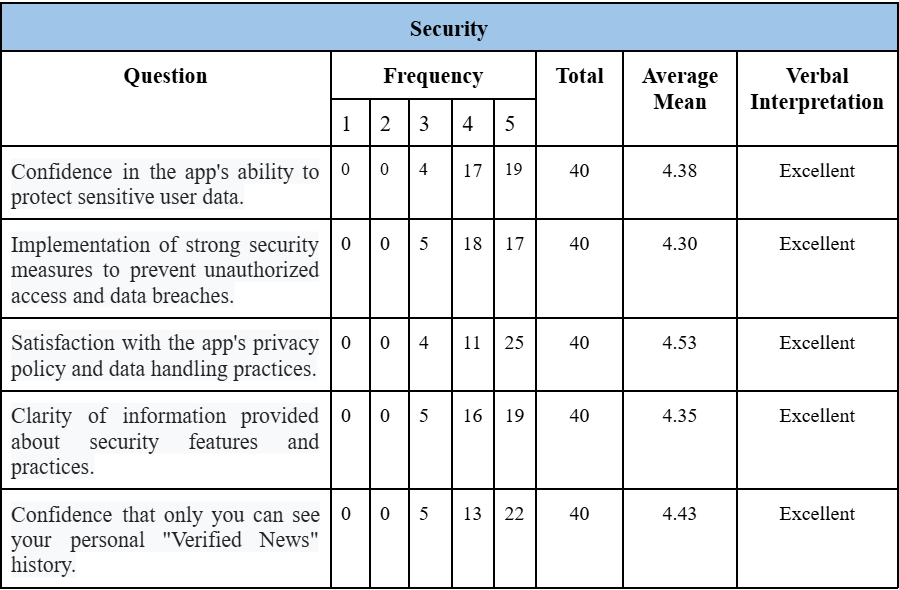 Security
Question Frequency Total Average Mean Verbal Interpretation
1 2 3 4 5
Confidence in the app's ability to 0 0 4 17 19 40 4.38 Excellent
protect sensitive user data.
Implementation of strong security 0 0 5 18 17 40 4.30 Excellent
measures to prevent unauthorized
access and data breaches.
Satisfaction with the app's privacy 0 0 4 11 25 40 4.53 Excellent
policy and data handling practices.
Clarity of information provided 0 0 5 16 19 40 4.35 Excellent
about security features and
practices.
Confidence that only you can see 0 0 5 13 22 40 4.43 Excellent
your personal "Verified News"
history.